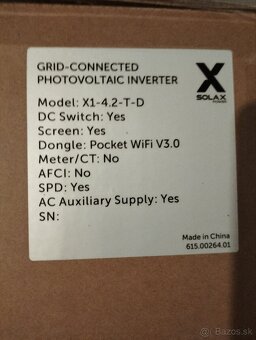 GRID-CONNECTED
PHOTOVOLTAIC INVERTER
X
SOLAX
POWER
Model: X1-4.2-T-D
DC Switch: Yes
Screen: Yes
Dongle: Pocket WiFi V3.0
Meter/CT: No
AFCI: No
SPD: Yes
AC Auxiliary Supply: Yes
SN:
Made in China
615.00264.01
bazos.sk